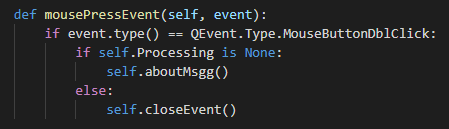 def mousePressEvent(self, event):
    if event.type() == QEvent.Type.MouseButtonDblClick:
        if self.Processing is None:
            self.aboutMsgg()
        else:
            self.closeEvent()